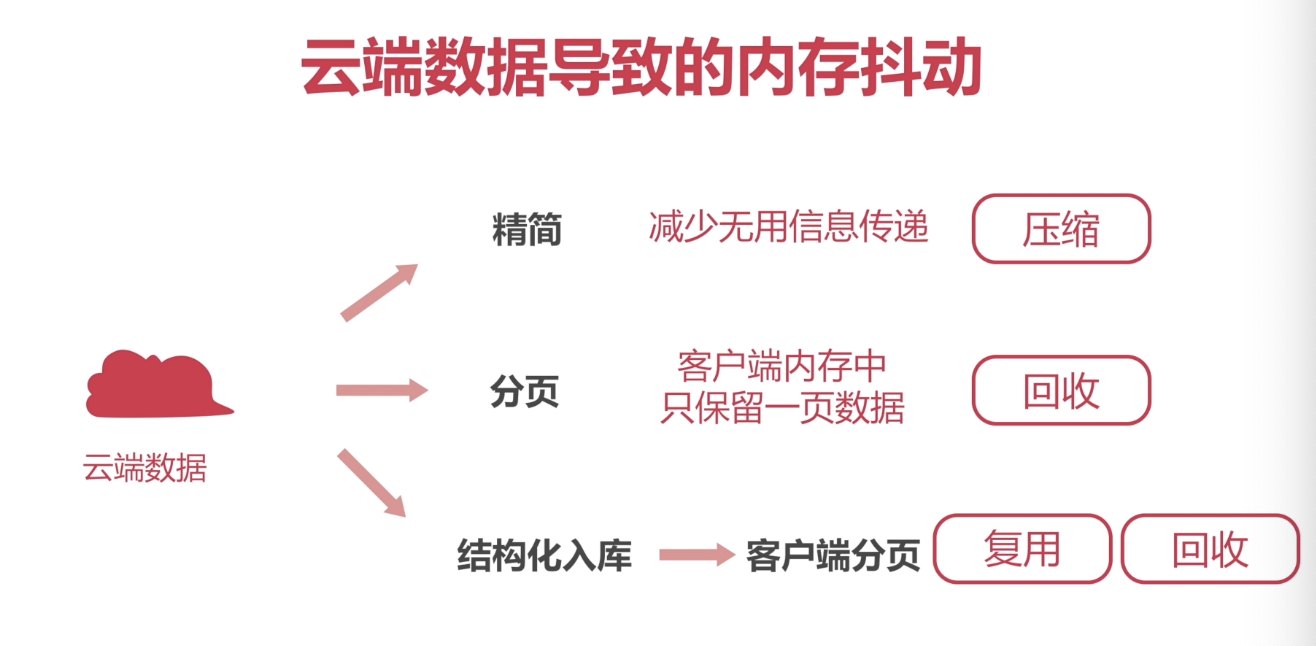 云端数据导致的内存抖动
精简
减少无用信息传递
压缩
分页
客户端内存中
只保留一页数据
回收
云端数据
结构化入库
客户端分页
复用
回收